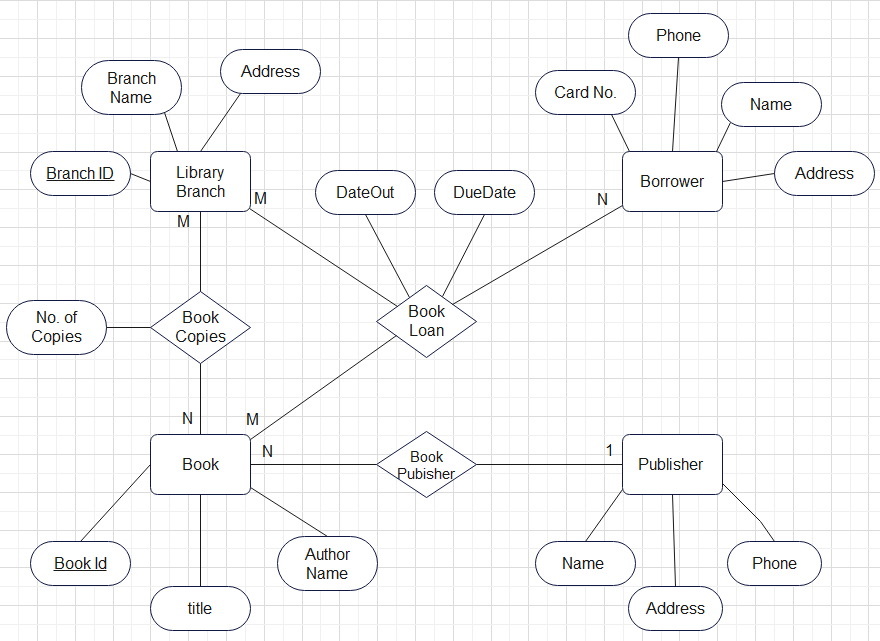 Phone
Branch
Name
Address
Card No.
Name
Branch ID
Library
Branch
Borrower
Address
M
DateOut
DueDate
N
M
No. of
Copies
Book
Copies
Book
Loan
N
M
N
1
Book
Book
Pubisher
Publisher
Book Id
Author
Name
Name
Phone
title
Address